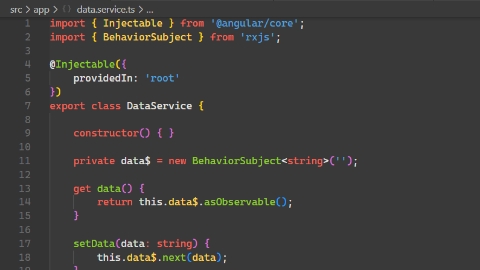 src > app > data.service.ts > ...
1 import { Injectable } from '@angular/core';
2 import { BehaviorSubject } from 'rxjs';
3
4 @Injectable({
5     providedIn: 'root'
6 })
7 export class DataService {
8
9     constructor() { }
10
11     private data$ = new BehaviorSubject<string>('');
12
13     get data() {
14         return this.data$.asObservable();
15     }
16
17     setData(data: string) {
18         this.data$.next(data);
19     }